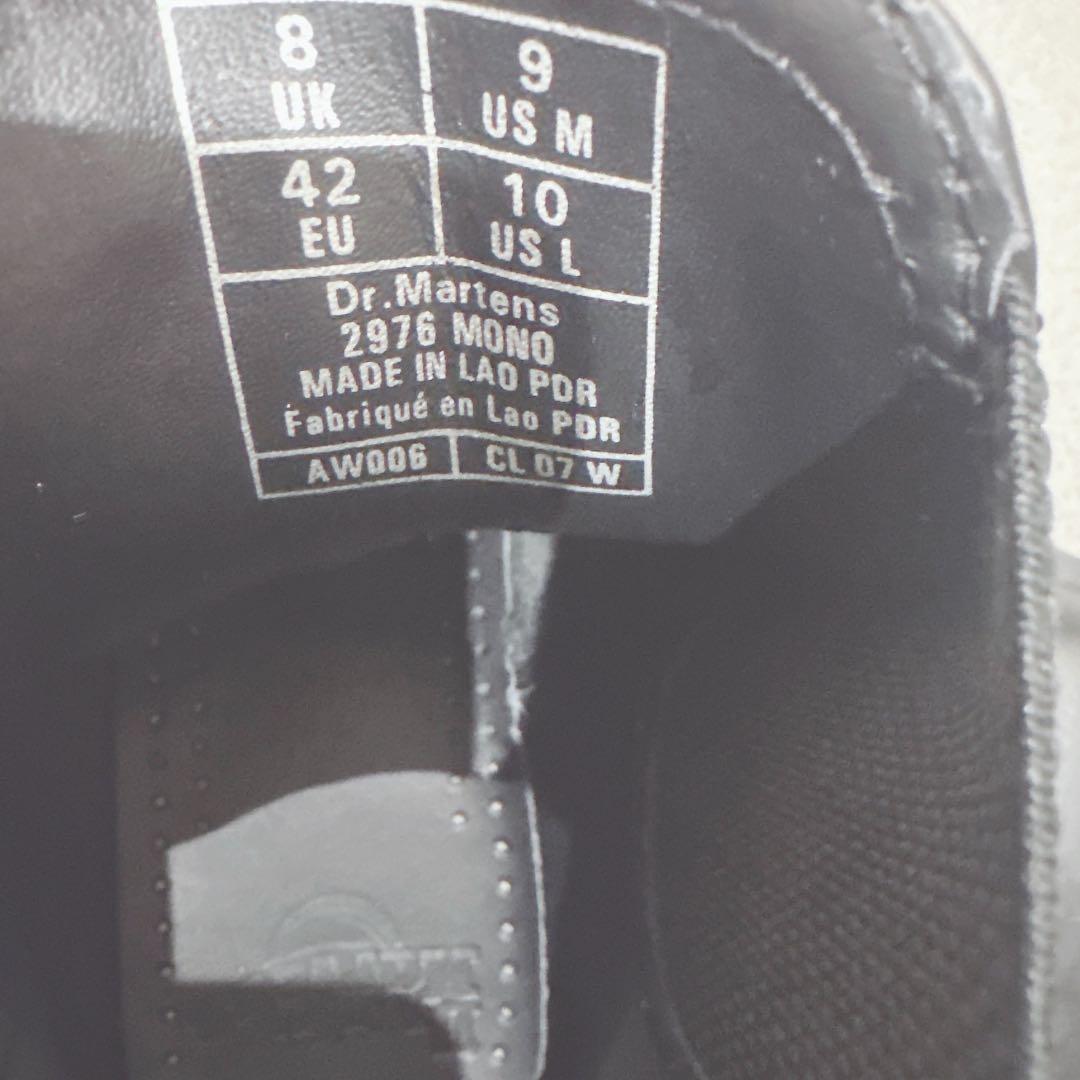 8 UK
9 US M
42 EU
10 US L
Dr.Martens
2976 MONO
MADE IN LAO PDR
Fabriqué en Lao PDR
AW006
CL 07 W